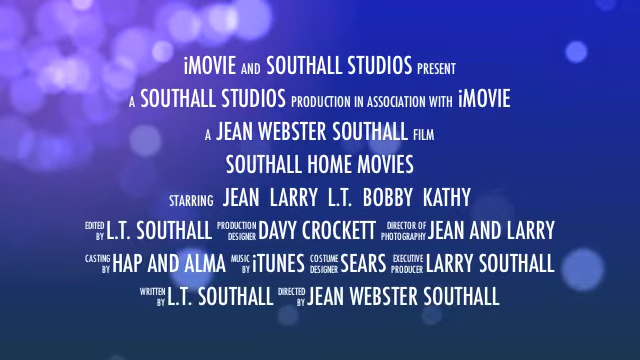 iMOVIE AND SOUTHALL STUDIOS PRESENT
A SOUTHALL STUDIOS PRODUCTION IN ASSOCIATION WITH iMOVIE
A JEAN WEBSTER SOUTHALL FILM
SOUTHALL HOME MOVIES
STARRING JEAN LARRY L.T. BOBBY KATHY
EDITED BY L.T. SOUTHALL PRODUCTION DESIGNER DAVY CROCKETT DIRECTOR OF PHOTOGRAPHY JEAN AND LARRY
CASTING BY HAP AND ALMA MUSIC BY iTUNES COSTUME DESIGNER SEARS EXECUTIVE PRODUCER LARRY SOUTHALL
WRITTEN BY L.T. SOUTHALL DIRECTED BY JEAN WEBSTER SOUTHALL